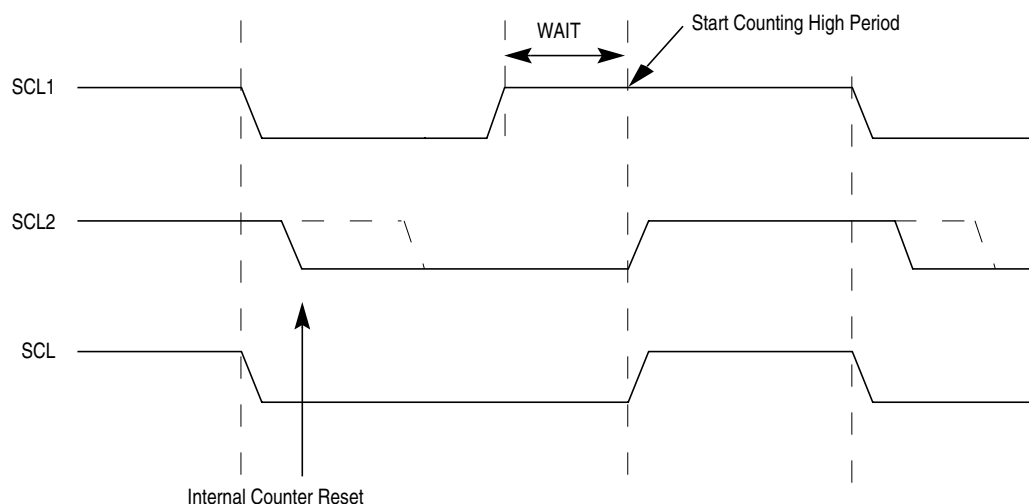 Start Counting High Period
WAIT
SCL1
SCL2
SCL
Internal Counter Reset